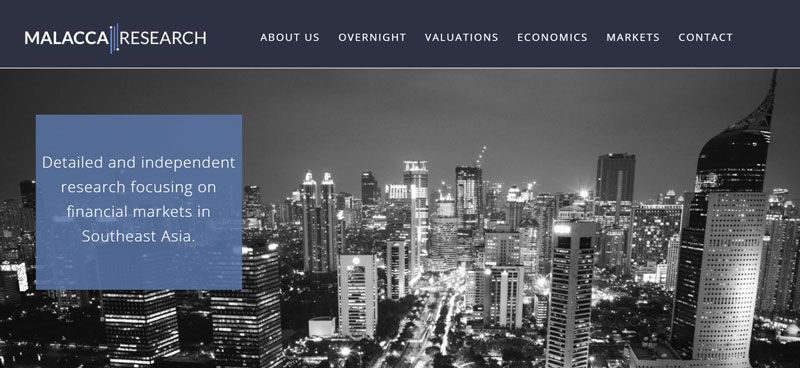 MALACCA RESEARCH
ABOUT US OVERNIGHT VALUATIONS ECONOMICS MARKETS CONTACT
Detailed and independent
research focusing on
financial markets in
Southeast Asia.